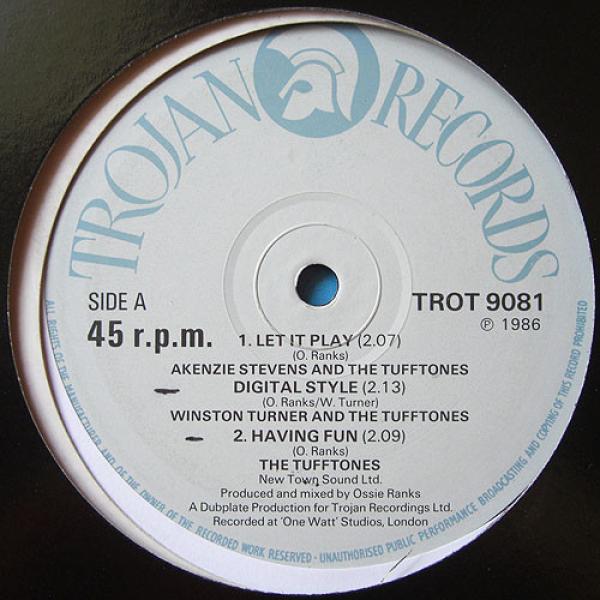 TROJAN RECORDS
SIDE A
45 r.p.m.
TROT 9081
℗ 1986
1. LET IT PLAY (2.07)
(O. Ranks)
AKENZIE STEVENS AND THE TUFFTONES
DIGITAL STYLE (2.13)
(O. Ranks/W. Turner)
WINSTON TURNER AND THE TUFFTONES
2. HAVING FUN (2.09)
(O. Ranks)
THE TUFFTONES
New Town Sound Ltd.
Produced and mixed by Ossie Ranks
A Dubplate Production for Trojan Recordings Ltd.
Recorded at 'One Watt' Studios, London
ALL RIGHTS OF THE MANUFACTURER AND OF THE OWNER OF THE RECORDED WORK RESERVED - UNAUTHORISED PUBLIC PERFORMANCE BROADCASTING AND COPYING OF THIS RECORD PROHIBITED